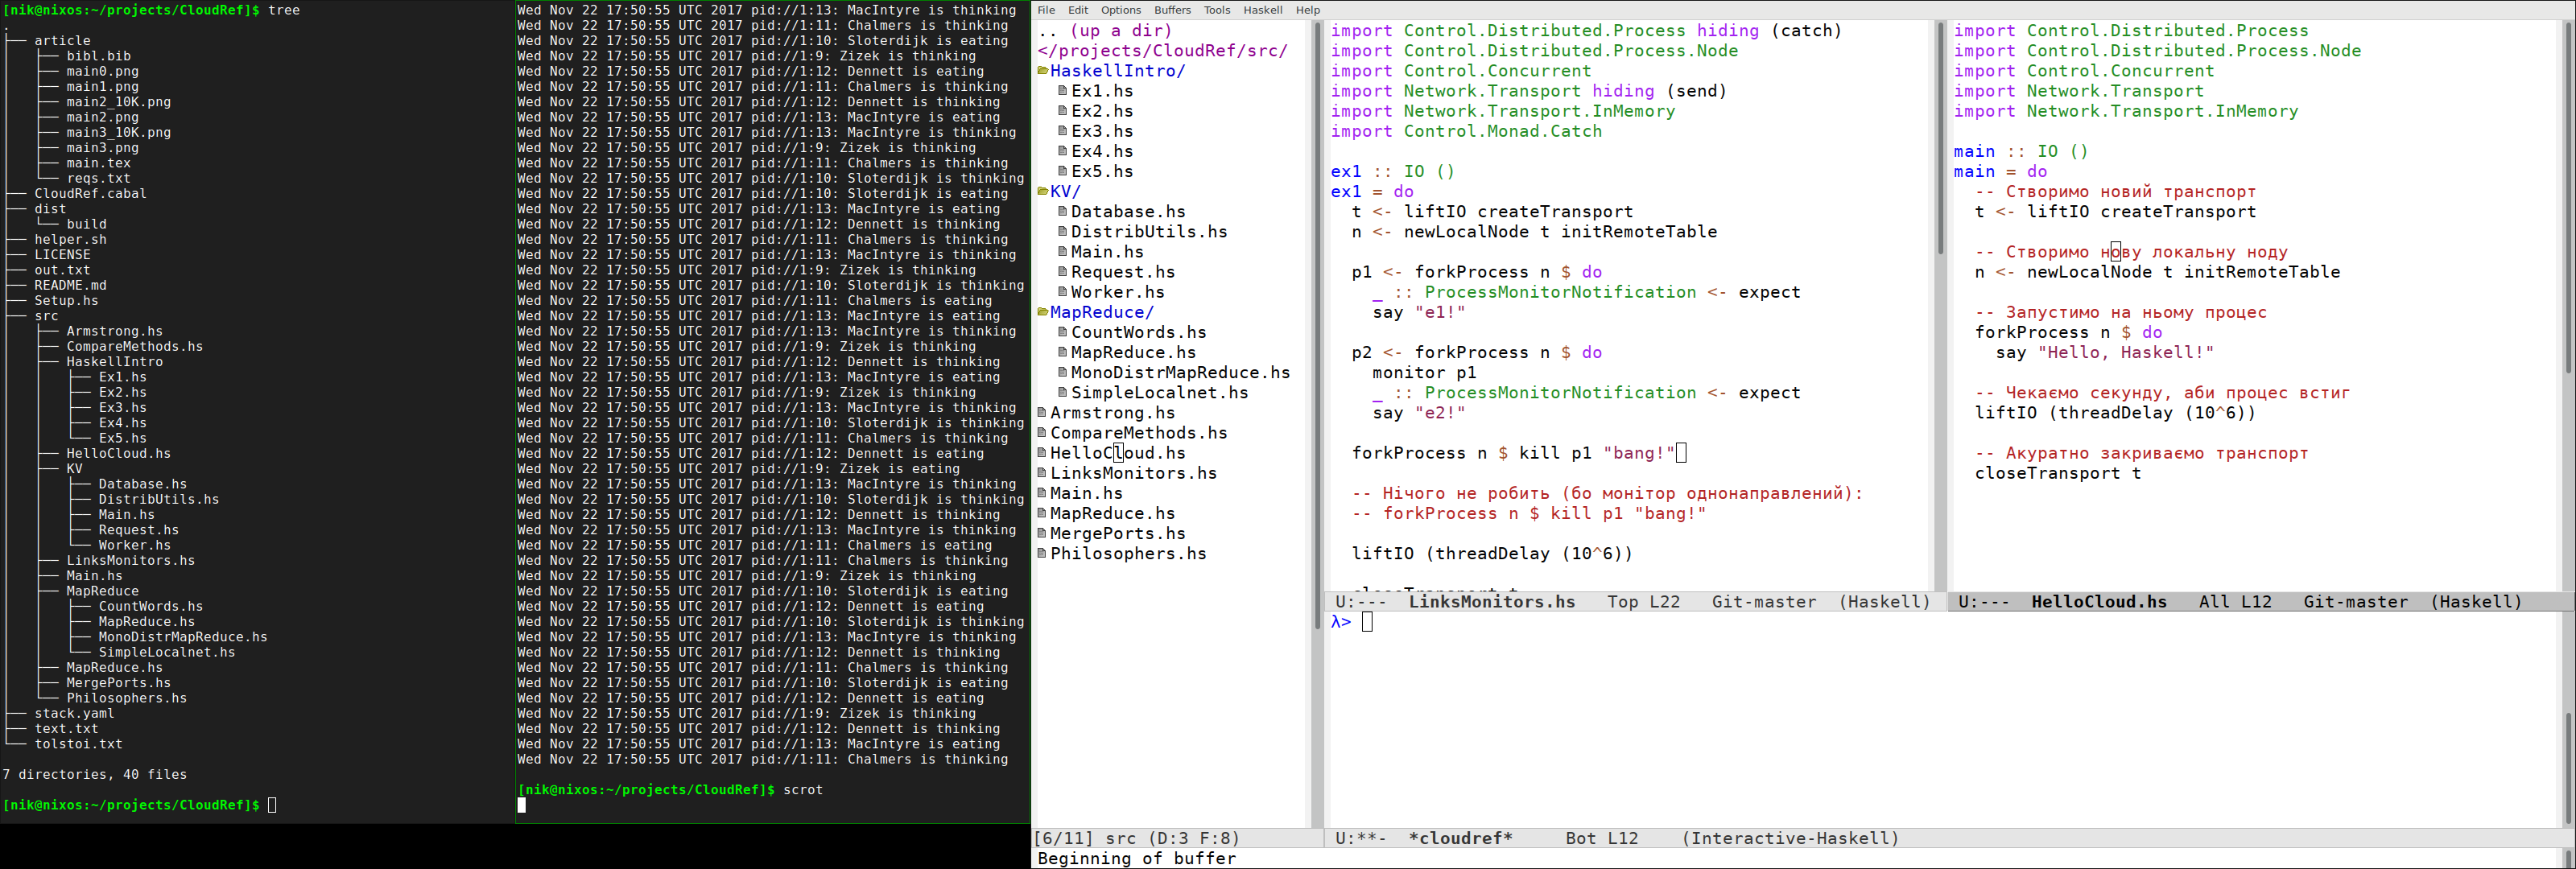 [nik@nixos:~/projects/CloudRef]$ tree
.
├── article
│   ├── bibl.bib
│   ├── main0.png
│   ├── main1.png
│   ├── main2_10K.png
│   ├── main2.png
│   ├── main3_10K.png
│   ├── main3.png
│   ├── main.tex
│   └── reqs.txt
├── CloudRef.cabal
├── dist
│   └── build
├── helper.sh
├── LICENSE
├── out.txt
├── README.md
├── Setup.hs
├── src
│   ├── Armstrong.hs
│   ├── CompareMethods.hs
│   ├── HaskellIntro
│   │   ├── Ex1.hs
│   │   ├── Ex2.hs
│   │   ├── Ex3.hs
│   │   ├── Ex4.hs
│   │   └── Ex5.hs
│   ├── HelloCloud.hs
│   ├── KV
│   │   ├── Database.hs
│   │   ├── DistribUtils.hs
│   │   ├── Main.hs
│   │   ├── Request.hs
│   │   └── Worker.hs
│   ├── LinksMonitors.hs
│   ├── Main.hs
│   ├── MapReduce
│   │   ├── CountWords.hs
│   │   ├── MapReduce.hs
│   │   ├── MonoDistrMapReduce.hs
│   │   └── SimpleLocalnet.hs
│   ├── MapReduce.hs
│   ├── MergePorts.hs
│   └── Philosophers.hs
├── stack.yaml
├── text.txt
└── tolstoi.txt
7 directories, 40 files
[nik@nixos:~/projects/CloudRef]$
Wed Nov 22 17:50:55 UTC 2017 pid://1:13: MacIntyre is thinking
Wed Nov 22 17:50:55 UTC 2017 pid://1:11: Chalmers is thinking
Wed Nov 22 17:50:55 UTC 2017 pid://1:10: Sloterdijk is eating
Wed Nov 22 17:50:55 UTC 2017 pid://1:9: Zizek is thinking
Wed Nov 22 17:50:55 UTC 2017 pid://1:12: Dennett is eating
Wed Nov 22 17:50:55 UTC 2017 pid://1:11: Chalmers is thinking
Wed Nov 22 17:50:55 UTC 2017 pid://1:12: Dennett is thinking
Wed Nov 22 17:50:55 UTC 2017 pid://1:13: MacIntyre is eating
Wed Nov 22 17:50:55 UTC 2017 pid://1:13: MacIntyre is thinking
Wed Nov 22 17:50:55 UTC 2017 pid://1:9: Zizek is thinking
Wed Nov 22 17:50:55 UTC 2017 pid://1:11: Chalmers is thinking
Wed Nov 22 17:50:55 UTC 2017 pid://1:10: Sloterdijk is thinking
Wed Nov 22 17:50:55 UTC 2017 pid://1:10: Sloterdijk is eating
Wed Nov 22 17:50:55 UTC 2017 pid://1:13: MacIntyre is eating
Wed Nov 22 17:50:55 UTC 2017 pid://1:12: Dennett is thinking
Wed Nov 22 17:50:55 UTC 2017 pid://1:11: Chalmers is thinking
Wed Nov 22 17:50:55 UTC 2017 pid://1:13: MacIntyre is thinking
Wed Nov 22 17:50:55 UTC 2017 pid://1:9: Zizek is thinking
Wed Nov 22 17:50:55 UTC 2017 pid://1:10: Sloterdijk is thinking
Wed Nov 22 17:50:55 UTC 2017 pid://1:11: Chalmers is eating
Wed Nov 22 17:50:55 UTC 2017 pid://1:13: MacIntyre is eating
Wed Nov 22 17:50:55 UTC 2017 pid://1:13: MacIntyre is thinking
Wed Nov 22 17:50:55 UTC 2017 pid://1:9: Zizek is thinking
Wed Nov 22 17:50:55 UTC 2017 pid://1:12: Dennett is thinking
Wed Nov 22 17:50:55 UTC 2017 pid://1:13: MacIntyre is eating
Wed Nov 22 17:50:55 UTC 2017 pid://1:9: Zizek is thinking
Wed Nov 22 17:50:55 UTC 2017 pid://1:13: MacIntyre is thinking
Wed Nov 22 17:50:55 UTC 2017 pid://1:10: Sloterdijk is thinking
Wed Nov 22 17:50:55 UTC 2017 pid://1:11: Chalmers is thinking
Wed Nov 22 17:50:55 UTC 2017 pid://1:12: Dennett is eating
Wed Nov 22 17:50:55 UTC 2017 pid://1:9: Zizek is eating
Wed Nov 22 17:50:55 UTC 2017 pid://1:13: MacIntyre is thinking
Wed Nov 22 17:50:55 UTC 2017 pid://1:10: Sloterdijk is thinking
Wed Nov 22 17:50:55 UTC 2017 pid://1:12: Dennett is thinking
Wed Nov 22 17:50:55 UTC 2017 pid://1:13: MacIntyre is thinking
Wed Nov 22 17:50:55 UTC 2017 pid://1:11: Chalmers is eating
Wed Nov 22 17:50:55 UTC 2017 pid://1:11: Chalmers is thinking
Wed Nov 22 17:50:55 UTC 2017 pid://1:9: Zizek is thinking
Wed Nov 22 17:50:55 UTC 2017 pid://1:10: Sloterdijk is eating
Wed Nov 22 17:50:55 UTC 2017 pid://1:12: Dennett is eating
Wed Nov 22 17:50:55 UTC 2017 pid://1:10: Sloterdijk is thinking
Wed Nov 22 17:50:55 UTC 2017 pid://1:13: MacIntyre is thinking
Wed Nov 22 17:50:55 UTC 2017 pid://1:12: Dennett is thinking
Wed Nov 22 17:50:55 UTC 2017 pid://1:11: Chalmers is thinking
Wed Nov 22 17:50:55 UTC 2017 pid://1:10: Sloterdijk is eating
Wed Nov 22 17:50:55 UTC 2017 pid://1:12: Dennett is eating
Wed Nov 22 17:50:55 UTC 2017 pid://1:9: Zizek is thinking
Wed Nov 22 17:50:55 UTC 2017 pid://1:12: Dennett is thinking
Wed Nov 22 17:50:55 UTC 2017 pid://1:13: MacIntyre is eating
Wed Nov 22 17:50:55 UTC 2017 pid://1:11: Chalmers is thinking
[nik@nixos:~/projects/CloudRef]$ scrot
File Edit Options Buffers Tools Haskell Help
.. (up a dir)
</projects/CloudRef/src/
HaskellIntro/
Ex1.hs
Ex2.hs
Ex3.hs
Ex4.hs
Ex5.hs
KV/
Database.hs
DistribUtils.hs
Main.hs
Request.hs
Worker.hs
MapReduce/
CountWords.hs
MapReduce.hs
MonoDistrMapReduce.hs
SimpleLocalnet.hs
Armstrong.hs
CompareMethods.hs
HelloCloud.hs
LinksMonitors.hs
Main.hs
MapReduce.hs
MergePorts.hs
Philosophers.hs
[6/11] src (D:3 F:8)
import Control.Distributed.Process hiding (catch)
import Control.Distributed.Process.Node
import Control.Concurrent
import Network.Transport hiding (send)
import Network.Transport.InMemory
import Control.Monad.Catch
ex1 :: IO ()
ex1 = do
t <- liftIO createTransport
n <- newLocalNode t initRemoteTable
p1 <- forkProcess n $ do
_ :: ProcessMonitorNotification <- expect
say "e1!"
p2 <- forkProcess n $ do
monitor p1
_ :: ProcessMonitorNotification <- expect
say "e2!"
forkProcess n $ kill p1 "bang!"
-- Нічого не робить (бо монітор однонаправлений):
-- forkProcess n $ kill p1 "bang!"
liftIO (threadDelay (10^6))
closeTransport t
U:--- LinksMonitors.hs Top L22 Git-master (Haskell)
import Control.Distributed.Process
import Control.Distributed.Process.Node
import Control.Concurrent
import Network.Transport
import Network.Transport.InMemory
main :: IO ()
main = do
-- Створимо новий транспорт
t <- liftIO createTransport
-- Створимо нову локальну ноду
n <- newLocalNode t initRemoteTable
-- Запустимо на ньому процес
forkProcess n $ do
say "Hello, Haskell!"
-- Чекаємо секунду, аби процес встиг
liftIO (threadDelay (10^6))
-- Акуратно закриваємо транспорт
closeTransport t
U:--- HelloCloud.hs All L12 Git-master (Haskell)
λ>
U:**- *cloudref* Bot L12 (Interactive-Haskell)
Beginning of buffer